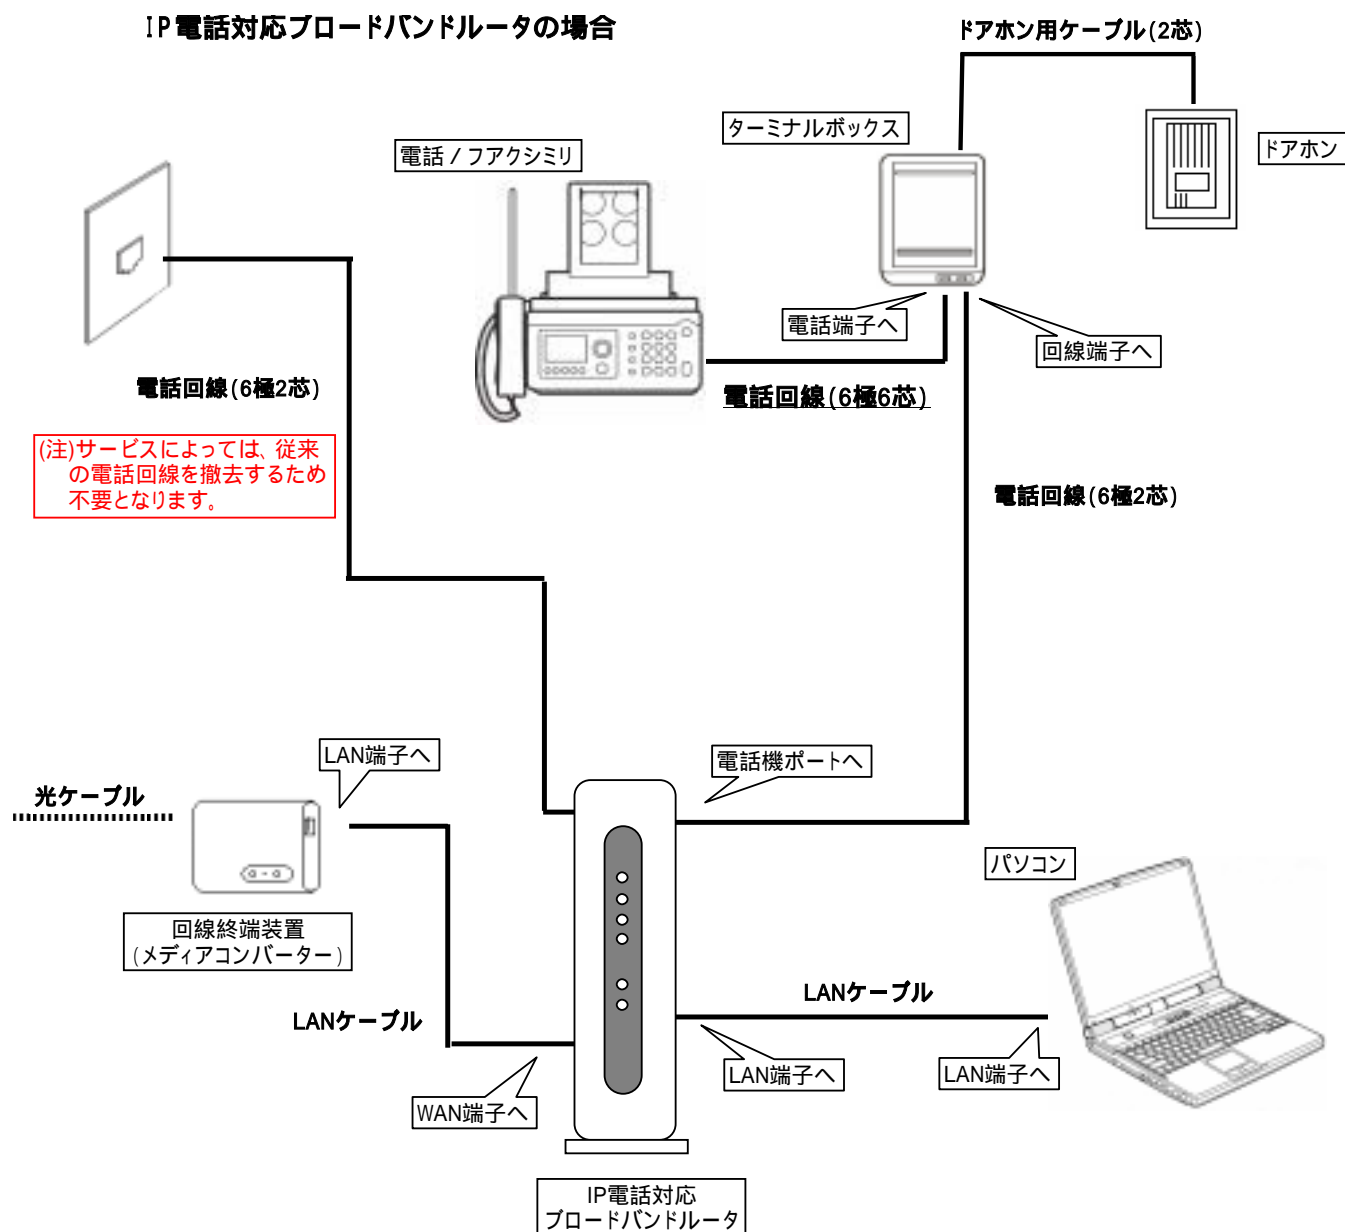 IP電話対応ブロードバンドルータの場合
ドアホン用ケーブル(2芯)
ターミナルボックス
電話 / フアクシミリ
ドアホン
電話端子へ
回線端子へ
電話回線(6極2芯)
電話回線(6極6芯)
(注)サービスによっては、従来
の電話回線を撤去するため
不要となります。
電話回線(6極2芯)
LAN端子へ
電話機ポートへ
光ケーブル
パソコン
回線終端装置
(メディアコンバーター)
LANケーブル
LANケーブル
LAN端子へ
LAN端子へ
WAN端子へ
IP電話対応
ブロードバンドルータ